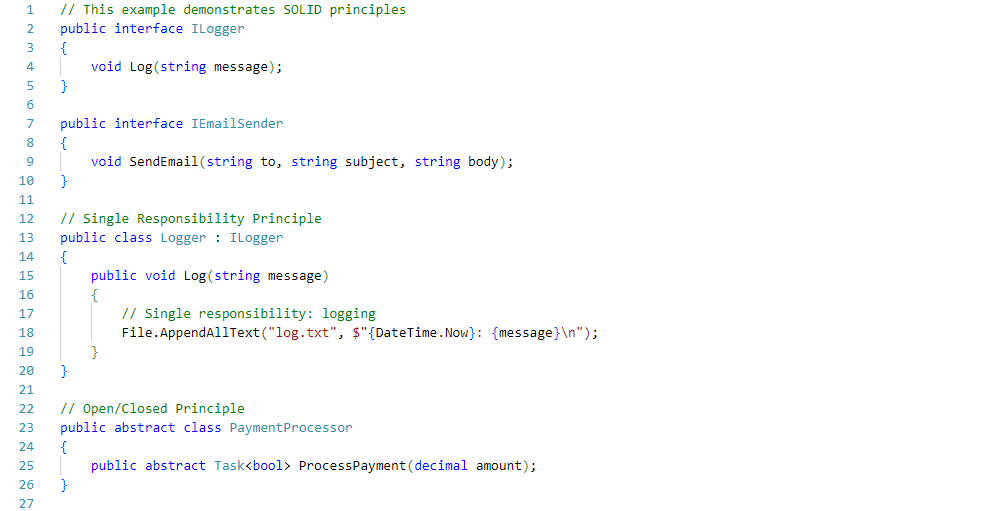 1 // This example demonstrates SOLID principles
2 public interface ILogger
3 {
4     void Log(string message);
5 }
6
7 public interface IEmailSender
8 {
9     void SendEmail(string to, string subject, string body);
10 }
11
12 // Single Responsibility Principle
13 public class Logger : ILogger
14 {
15     public void Log(string message)
16     {
17         // Single responsibility: logging
18         File.AppendAllText("log.txt", $"{DateTime.Now}: {message}\n");
19     }
20 }
21
22 // Open/Closed Principle
23 public abstract class PaymentProcessor
24 {
25     public abstract Task<bool> ProcessPayment(decimal amount);
26 }
27